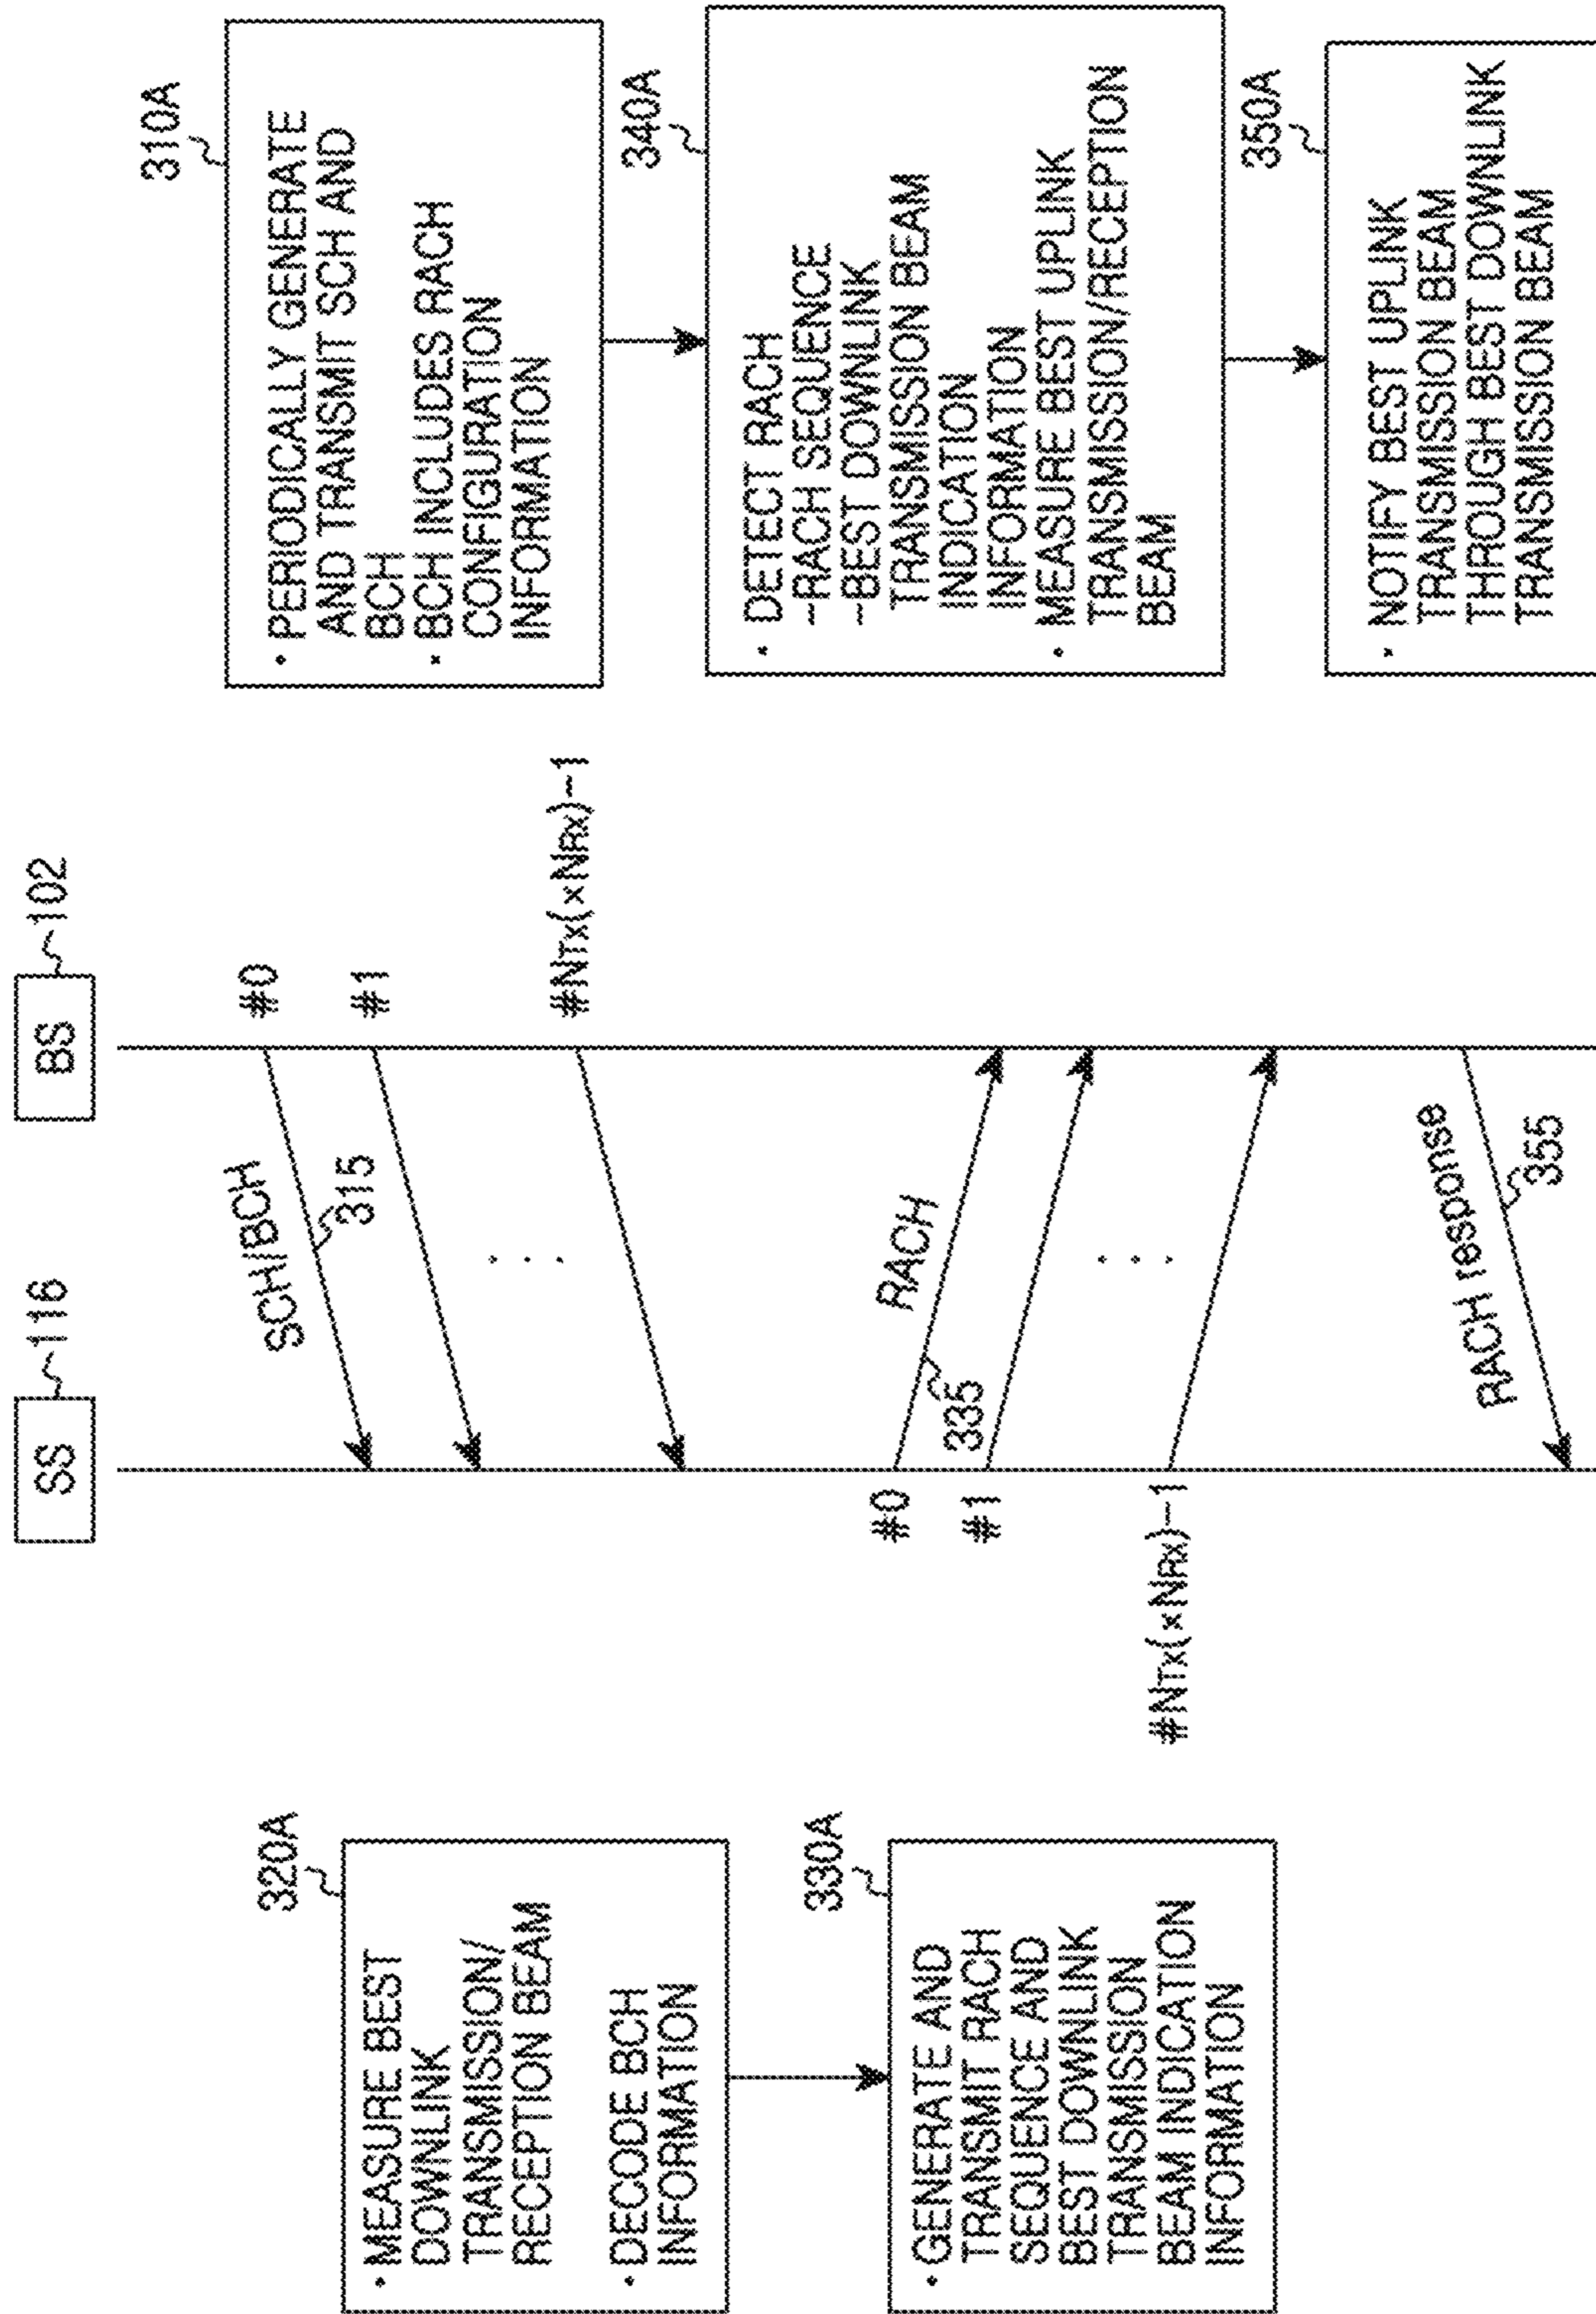 SS
116
BS
102
320A
• MEASURE BEST
DOWNLINK
TRANSMISSION/
RECEPTION BEAM
• DECODE BCH
INFORMATION
330A
• GENERATE AND
TRANSMIT RACH
SEQUENCE AND
BEST DOWNLINK
TRANSMISSION
BEAM INDICATION
INFORMATION
SCH/BCH
315
#0
#1
. . .
#NTx(×NRx)-1
#0
#1
. . .
#NTx(×NRx)-1
RACH
335
RACH response
355
310A
• PERIODICALLY GENERATE
AND TRANSMIT SCH AND
BCH
• BCH INCLUDES RACH
CONFIGURATION
INFORMATION
340A
• DETECT RACH
-RACH SEQUENCE
-BEST DOWNLINK
TRANSMISSION BEAM
INDICATION
INFORMATION
• MEASURE BEST UPLINK
TRANSMISSION/RECEPTION
BEAM
350A
• NOTIFY BEST UPLINK
TRANSMISSION BEAM
THROUGH BEST DOWNLINK
TRANSMISSION BEAM